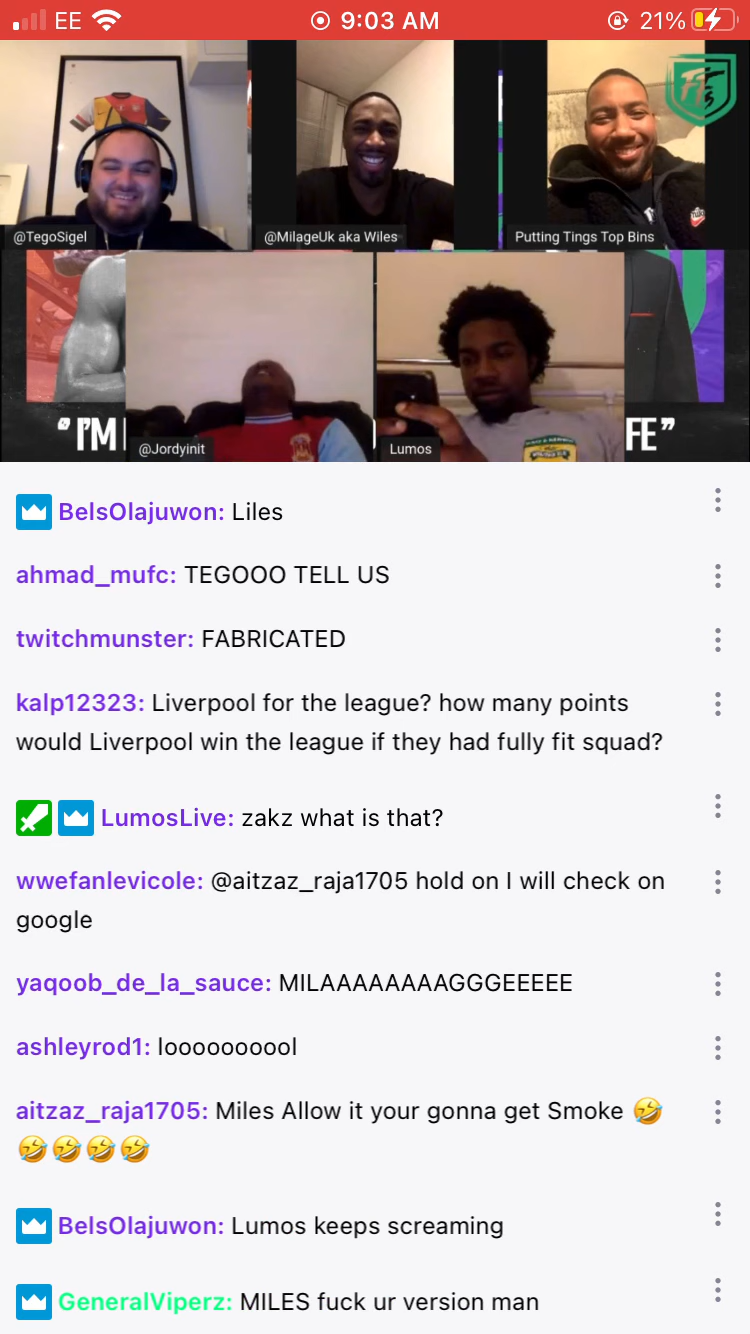 EE 9:03 AM 21%
FTS
@TegoSigel
@MilageUk aka Wiles
Putting Tings Top Bins
“I'M
FE”
@Jordyinit
Lumos
BelsOlajuwon: Liles
ahmad_mufc: TEGOOO TELL US
twitchmunster: FABRICATED
kalp12323: Liverpool for the league? how many points
would Liverpool win the league if they had fully fit squad?
LumosLive: zakz what is that?
wwefanlevicole: @aitzaz_raja1705 hold on I will check on
google
yaqoob_de_la_sauce: MILAAAAAAAAGGGEEEEE
ashleyrod1: loooooooool
aitzaz_raja1705: Miles Allow it your gonna get Smoke 🤣
🤣🤣🤣🤣
BelsOlajuwon: Lumos keeps screaming
GeneralViperz: MILES fuck ur version man